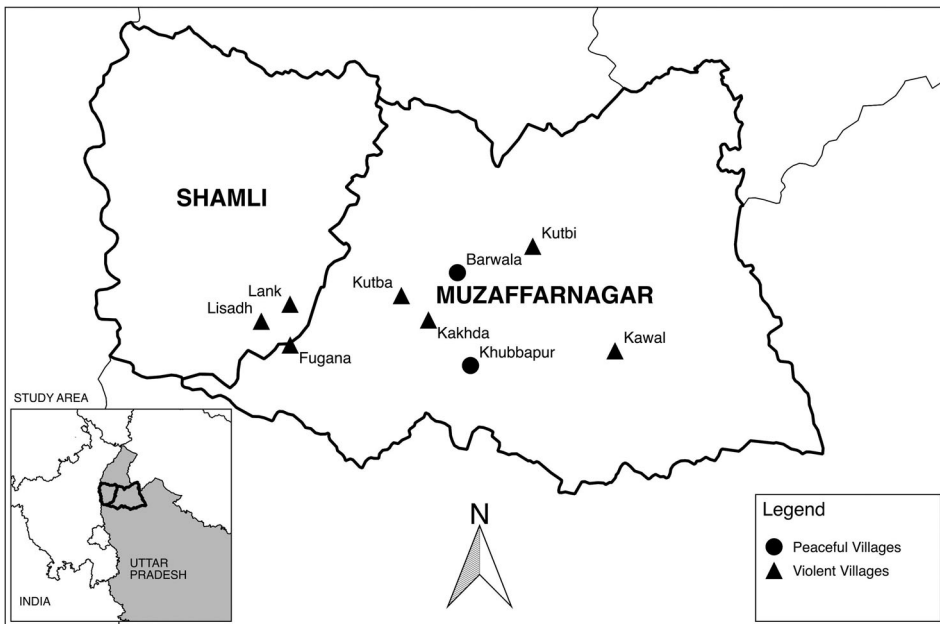 SHAMLI
Kutbi
Barwala
Kutba
MUZAFFARNAGAR
Lank
Lisadh
Kakhda
Kawal
Fugana
Khubbapur
STUDY AREA
UTTAR
PRADESH
INDIA
N
Legend
Peaceful Villages
Violent Villages